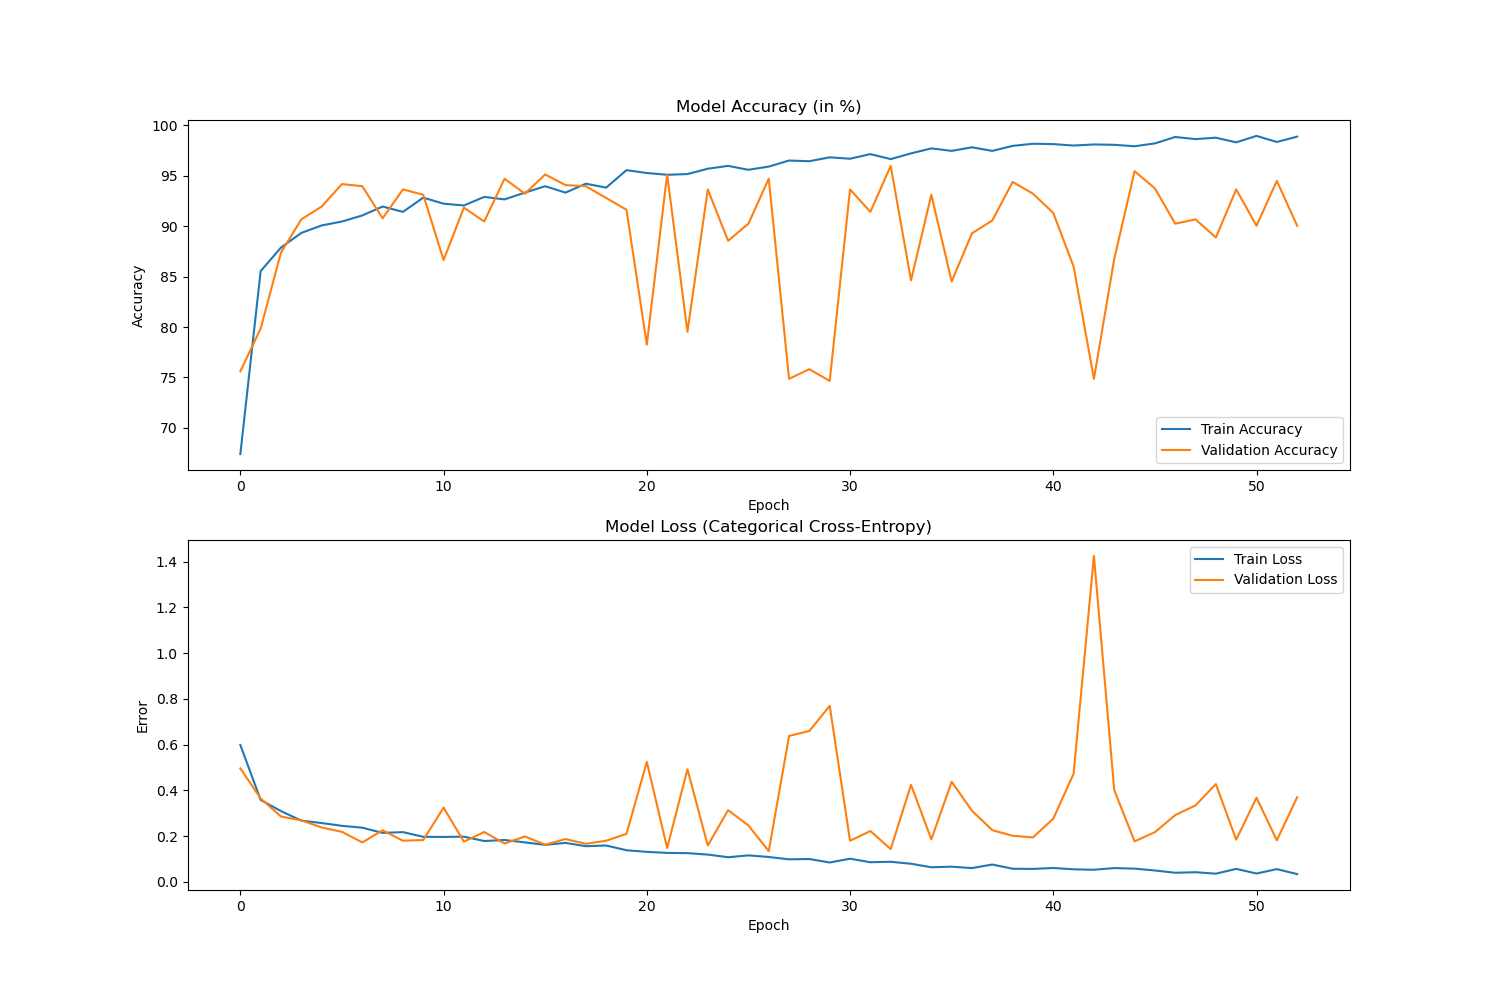 Model Accuracy (in %)
100
95
90
85
80
75
70
Accuracy
Train Accuracy
Validation Accuracy
0 10 20 30 40 50
Epoch
Model Loss (Categorical Cross-Entropy)
1.4
1.2
1.0
0.8
0.6
0.4
0.2
0.0
Error
Train Loss
Validation Loss
0 10 20 30 40 50
Epoch